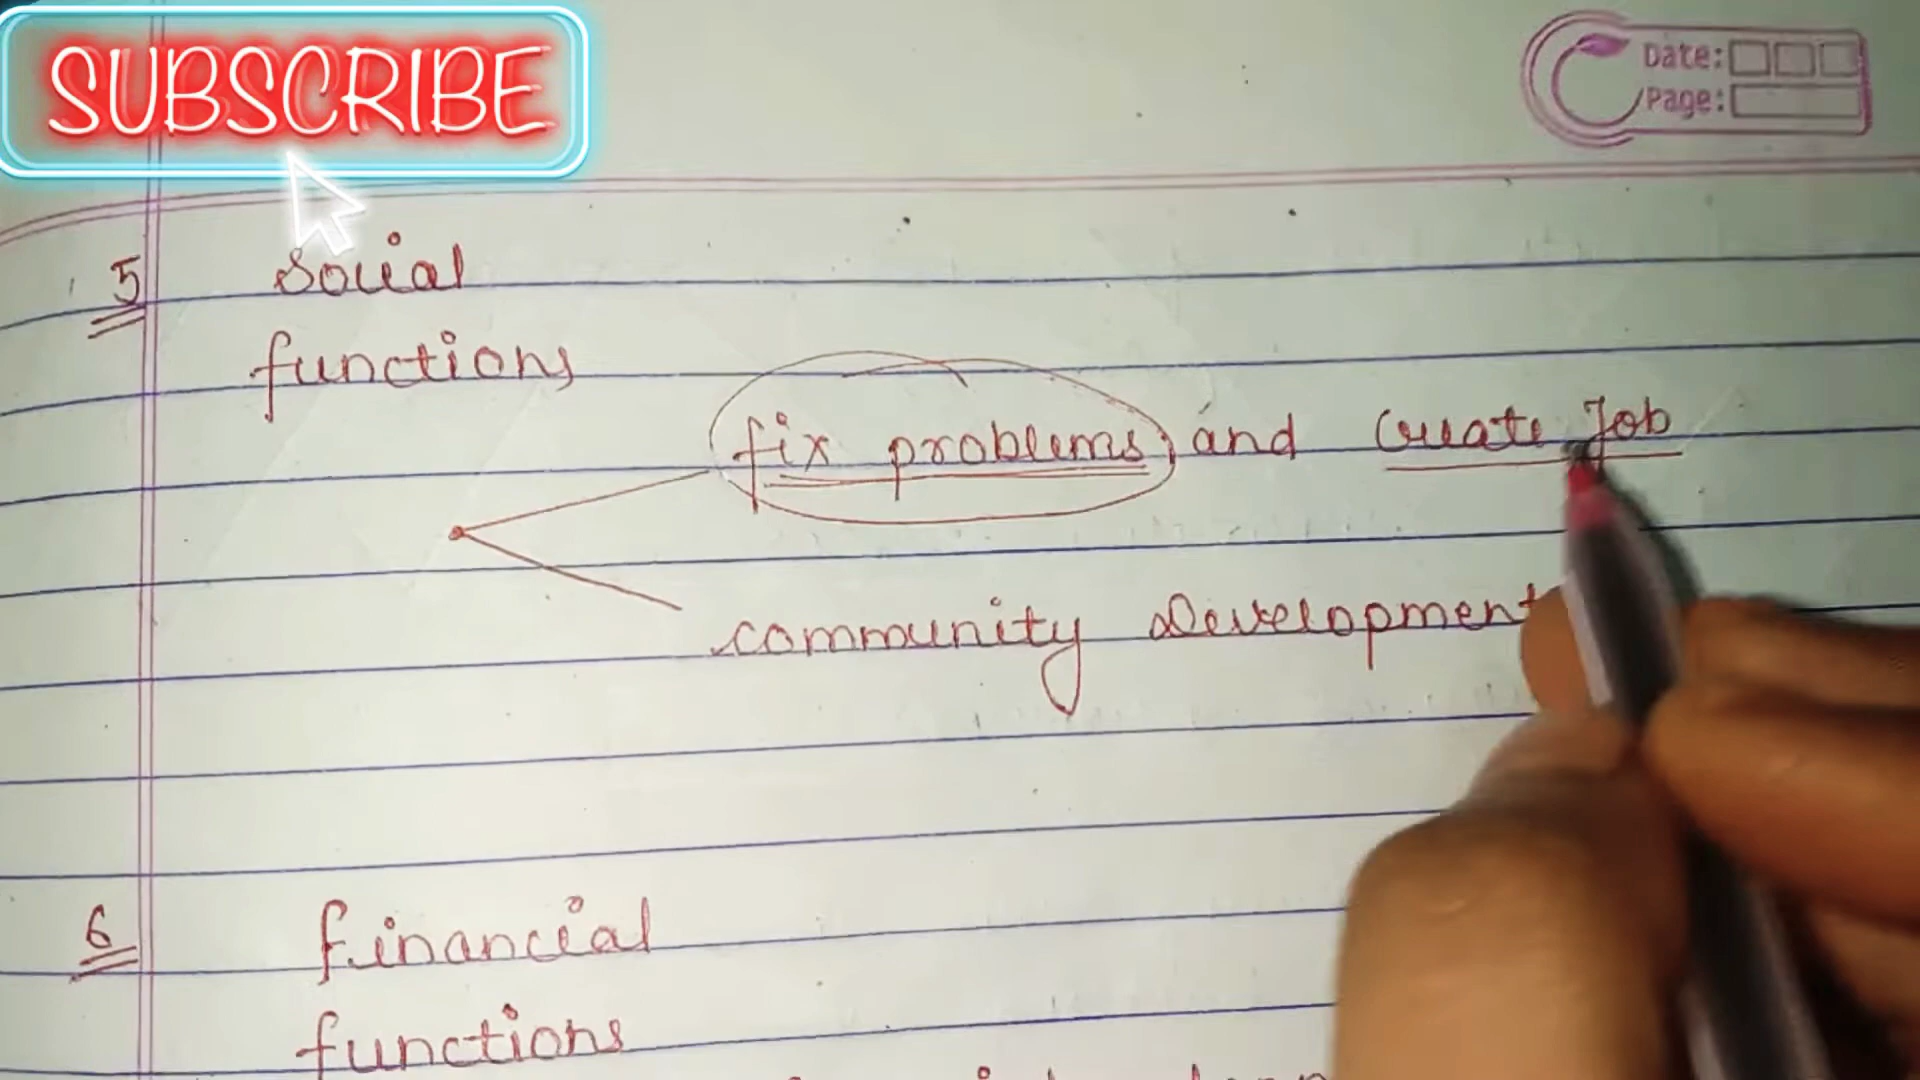 SUBSCRIBE
Date:
Page:
5 Social
functions
fix problems, and Create Job
community Development
6 financial
functions